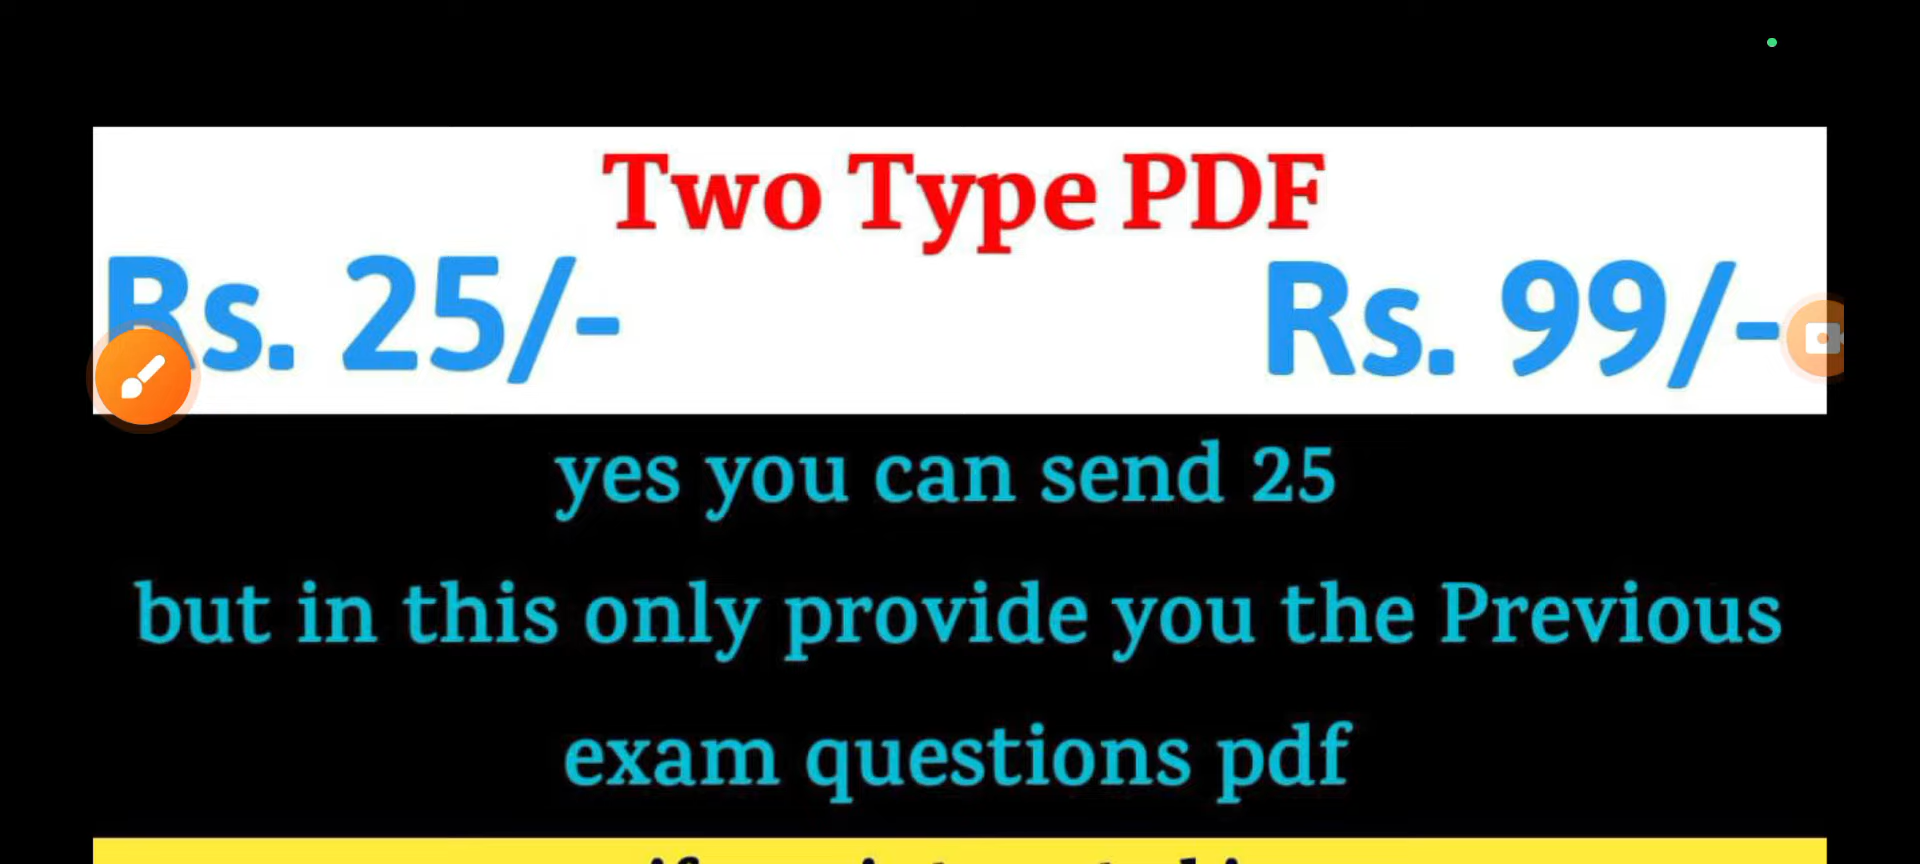 Two Type PDF
Rs. 25/- Rs. 99/-
yes you can send 25
but in this only provide you the Previous
exam questions pdf